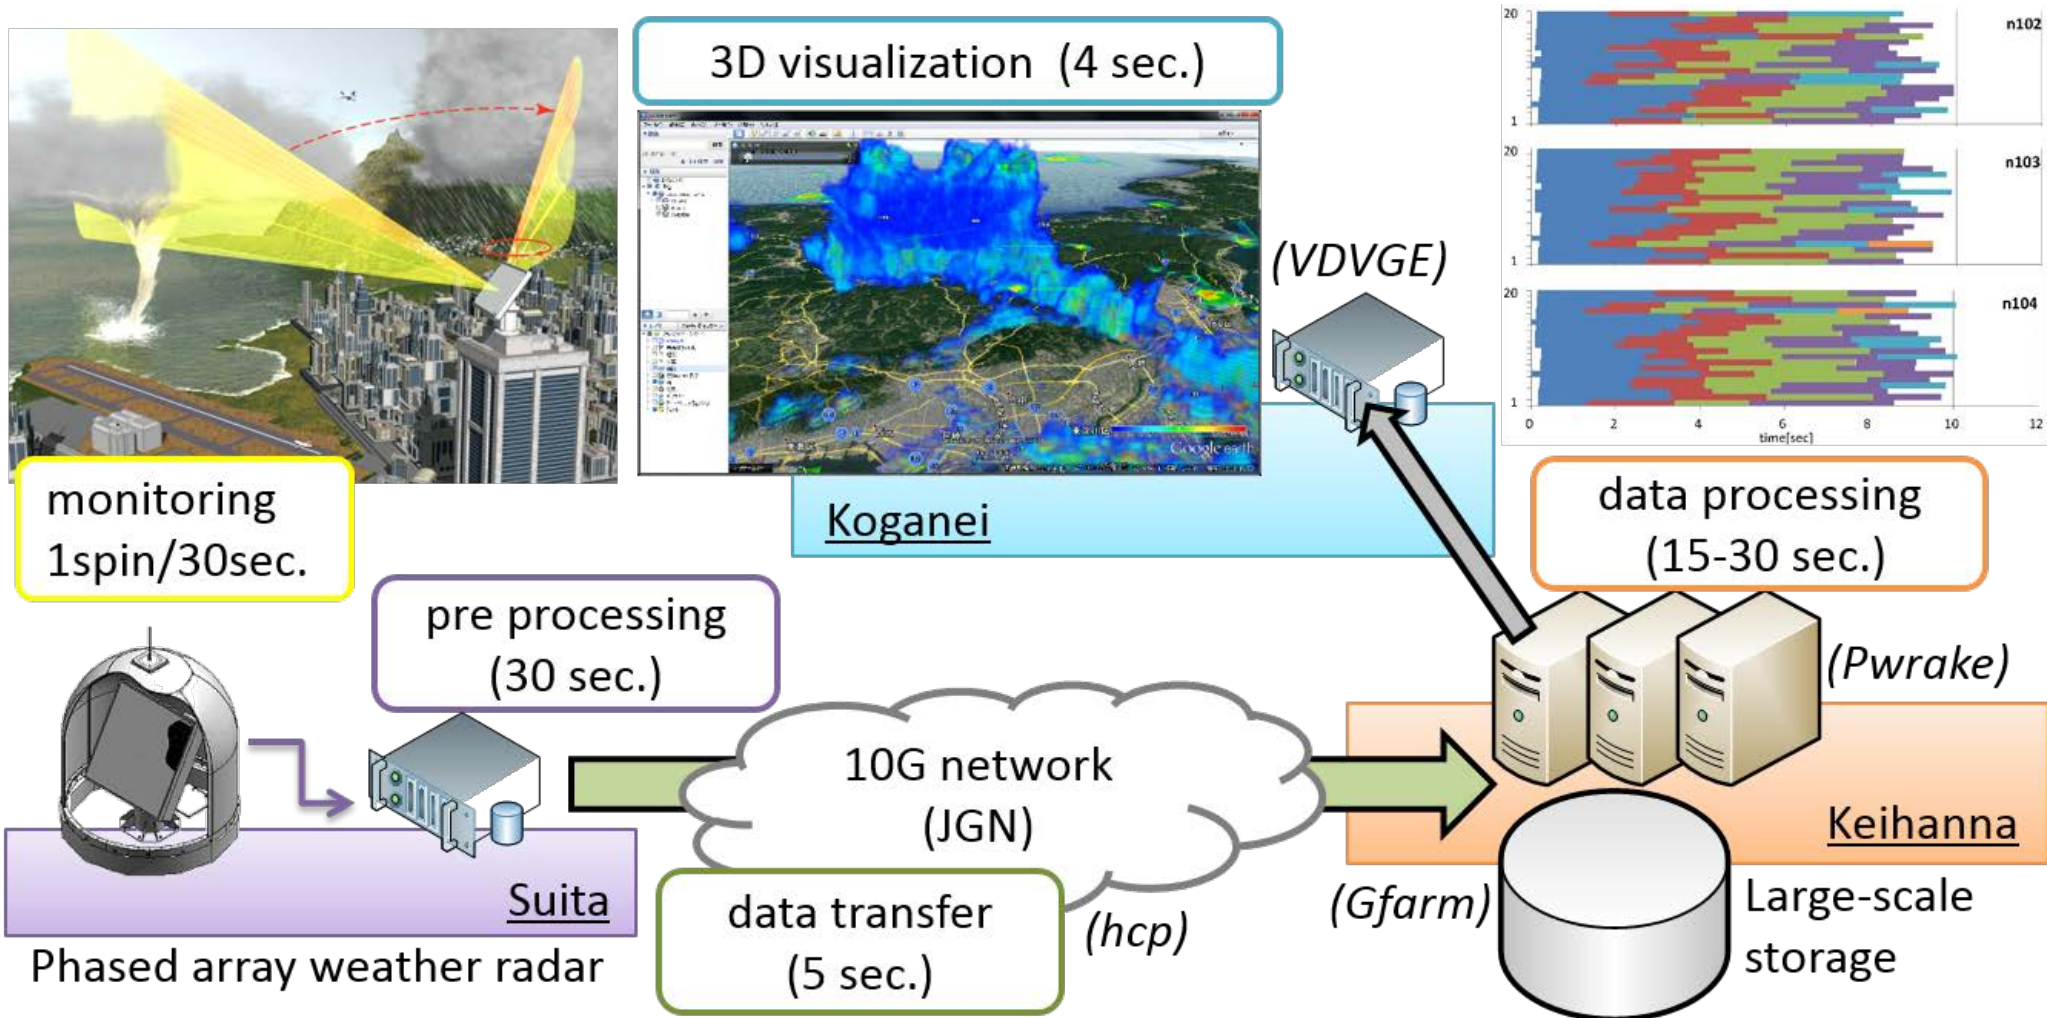 3D visualization (4 sec.)
20
n102
1
20
n103
1
20
n104
1
0
2
4
6
8
10
12
time[sec]
(VDVGE)
Google earth
monitoring
1spin/30sec.
Koganei
data processing
(15-30 sec.)
pre processing
(30 sec.)
(Pwrake)
10G network
(JGN)
Keihanna
Suita
data transfer
(5 sec.)
(hcp)
(Gfarm)
Large-scale
storage
Phased array weather radar